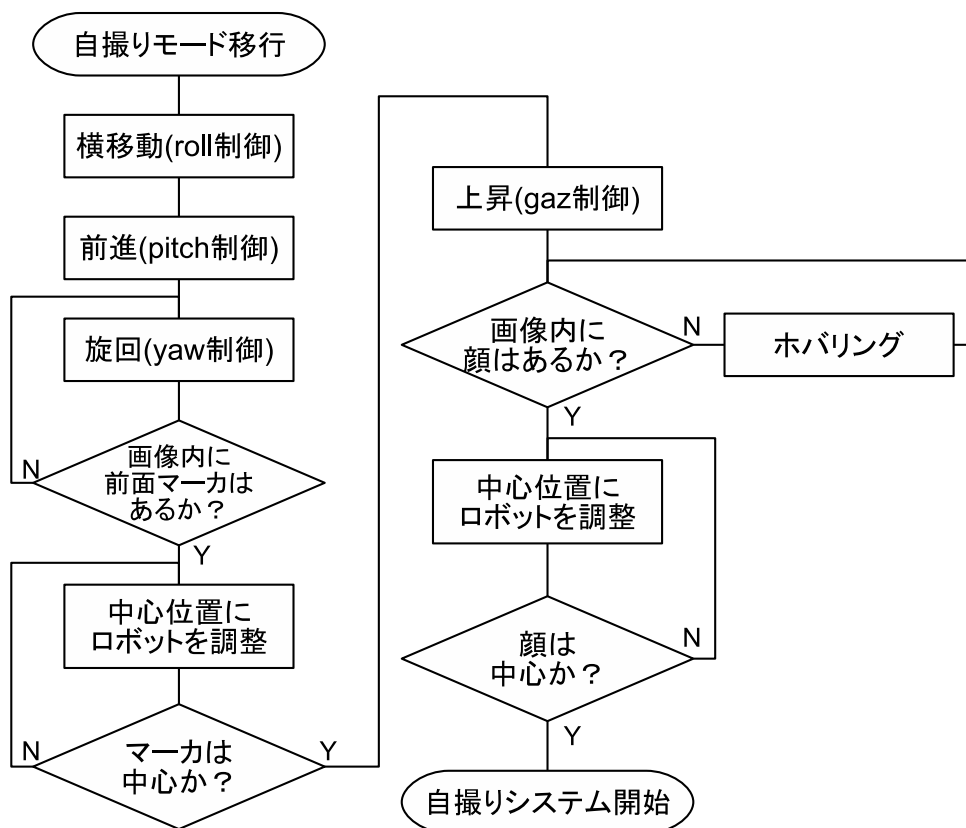 自撮りモード移行
横移動(roll制御)
前進(pitch制御)
旋回(yaw制御)
画像内に
前面マーカは
あるか？
N
Y
中心位置に
ロボットを調整
マーカは
中心か？
N
Y
上昇(gaz制御)
画像内に
顔はあるか？
N
ホバリング
Y
中心位置に
ロボットを調整
顔は
中心か？
N
Y
自撮りシステム開始